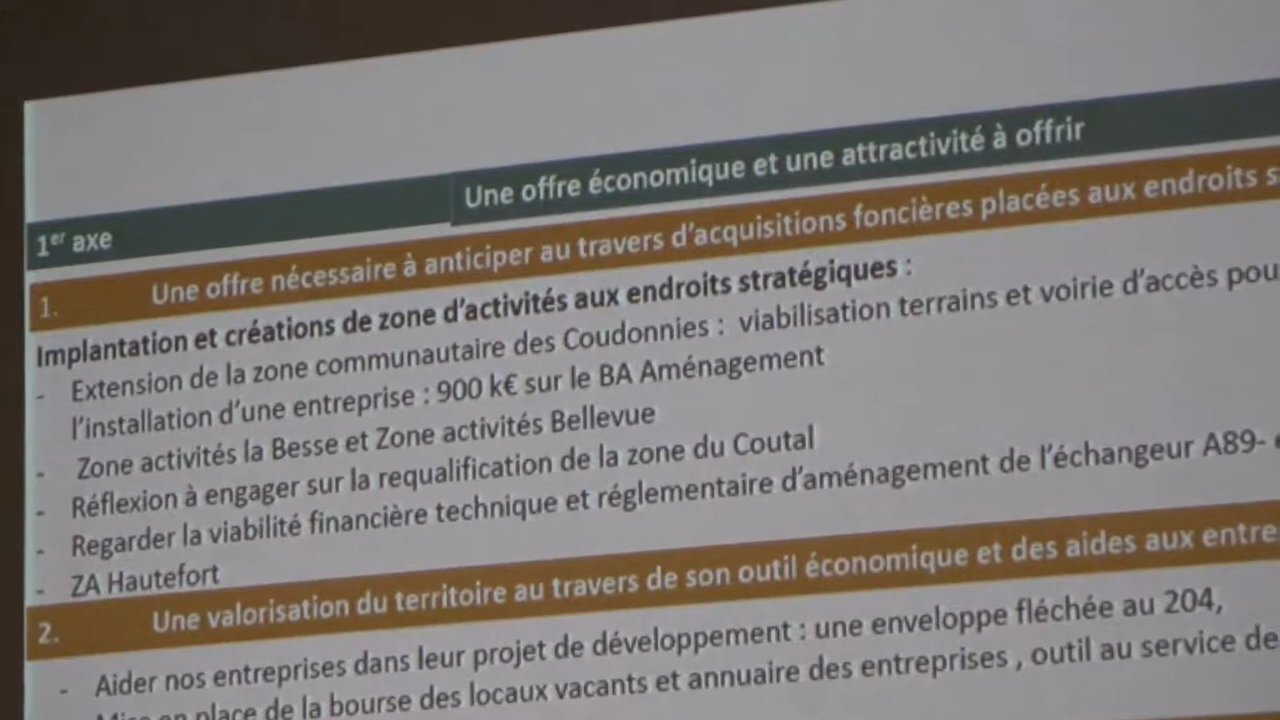 Une offre économique et une attractivité à offrir
1er axe
1. Une offre nécessaire à anticiper au travers d'acquisitions foncières placées aux endroits
Implantation et créations de zone d'activités aux endroits stratégiques :
- Extension de la zone communautaire des Coudonnies : viabilisation terrains et voirie d'accès
l'installation d'une entreprise : 900 k€ sur le BA Aménagement
- Zone activités la Besse et Zone activités Bellevue
- Réflexion à engager sur la requalification de la zone du Coutal
- Regarder la viabilité financière technique et réglementaire d'aménagement de l'échangeur A89-
- ZA Hautefort
2. Une valorisation du territoire au travers de son outil économique et des aides aux
- Aider nos entreprises dans leur projet de développement : une enveloppe fléchée au 204,
en place de la bourse des locaux vacants et annuaire des entreprises , outil au service de